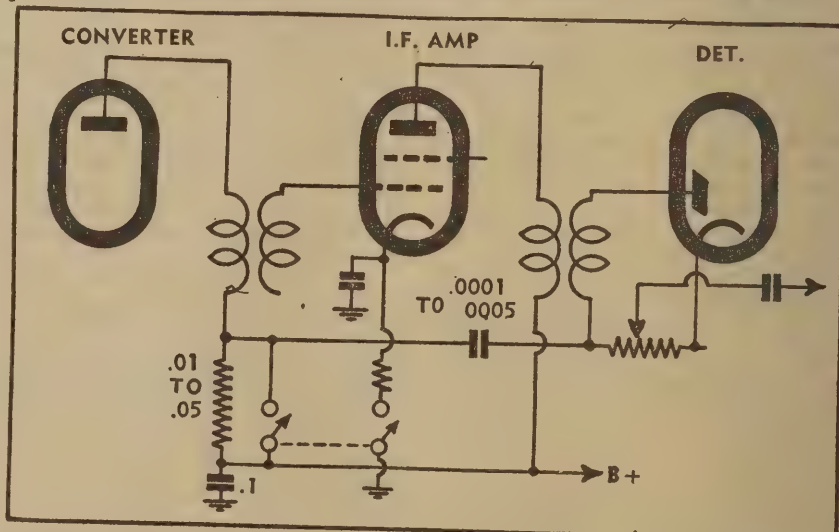 CONVERTER
I.F. AMP
DET.
.0001
TO 0005
.01
TO
.05
.1
B+